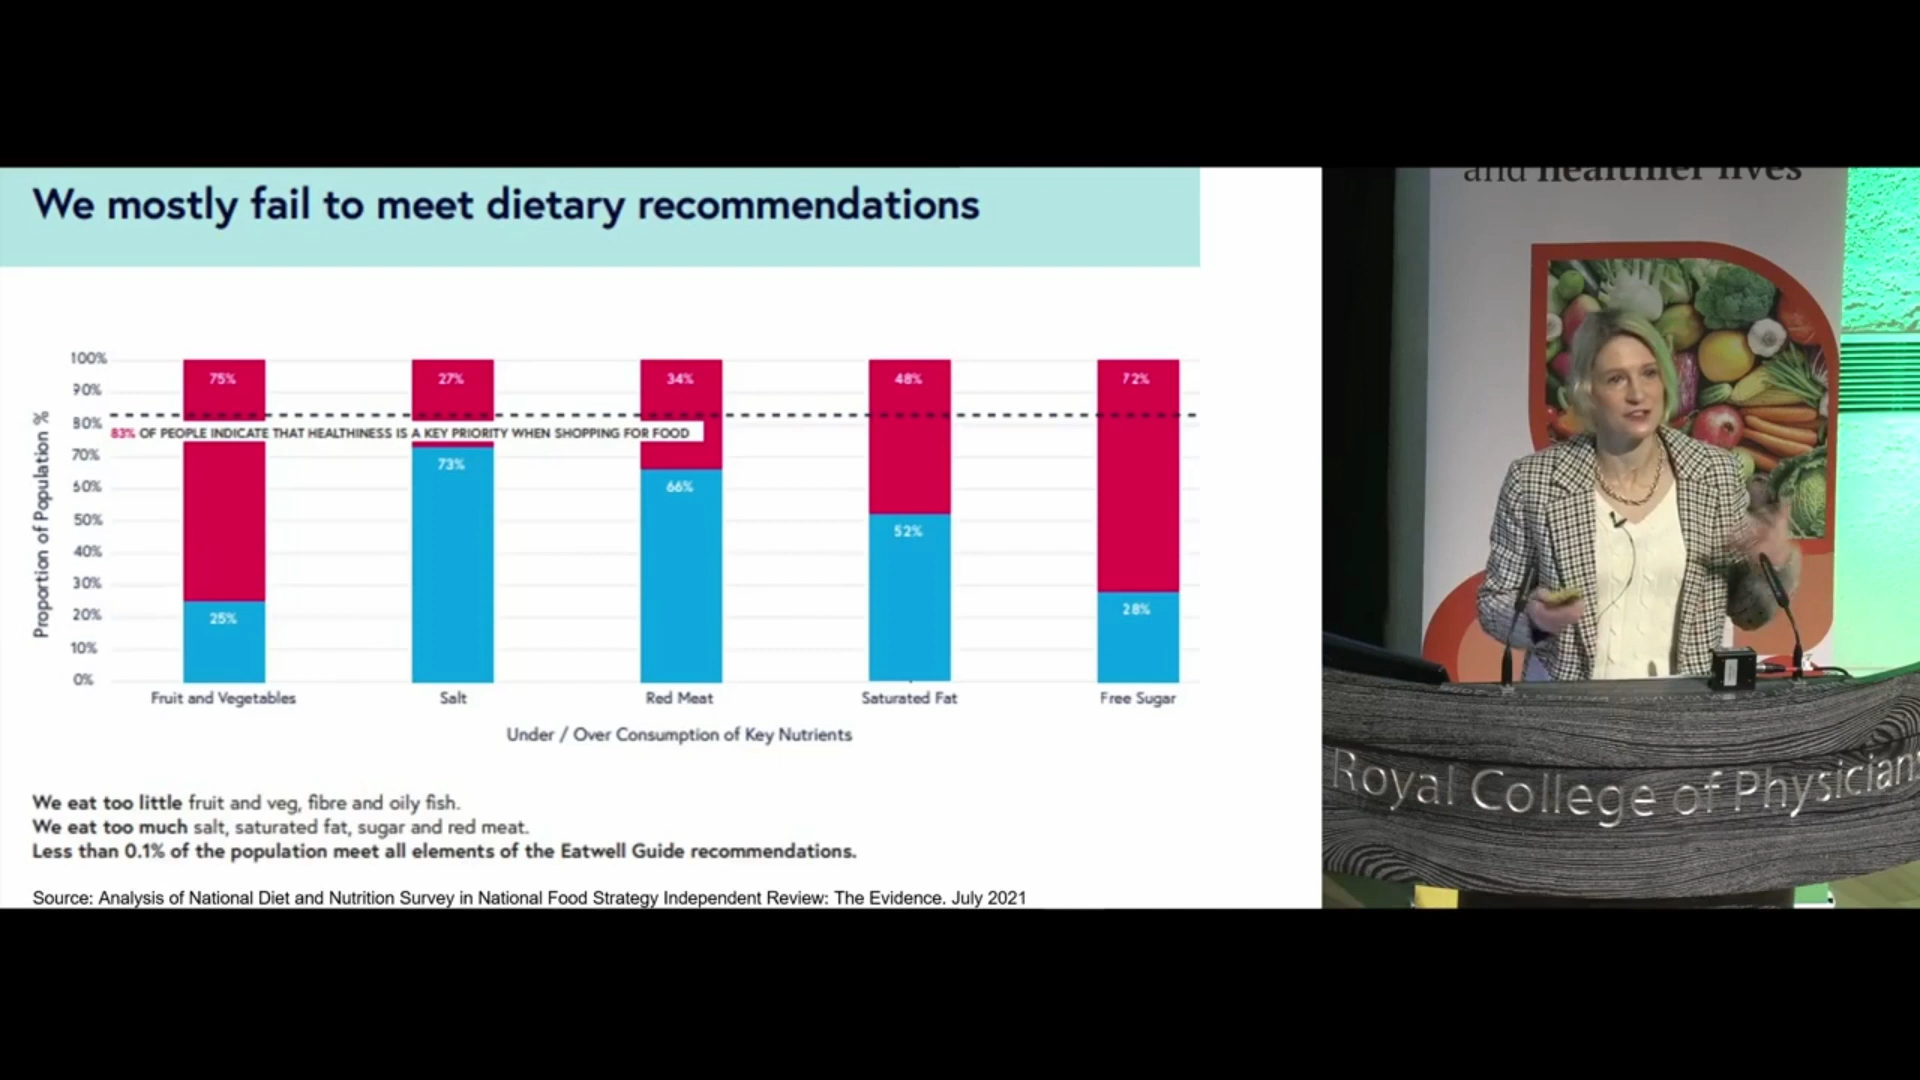 We mostly fail to meet dietary recommendations
and healthier lives
100%
90%
80%
70%
60%
50%
40%
30%
20%
10%
0%
Proportion of Population %
75%
27%
34%
48%
72%
83% OF PEOPLE INDICATE THAT HEALTHINESS IS A KEY PRIORITY WHEN SHOPPING FOR FOOD
73%
66%
52%
25%
28%
Fruit and Vegetables
Salt
Red Meat
Saturated Fat
Free Sugar
Under / Over Consumption of Key Nutrients
We eat too little fruit and veg, fibre and oily fish.
We eat too much salt, saturated fat, sugar and red meat.
Less than 0.1% of the population meet all elements of the Eatwell Guide recommendations.
Source: Analysis of National Diet and Nutrition Survey in National Food Strategy Independent Review: The Evidence. July 2021
Royal College of Physicians